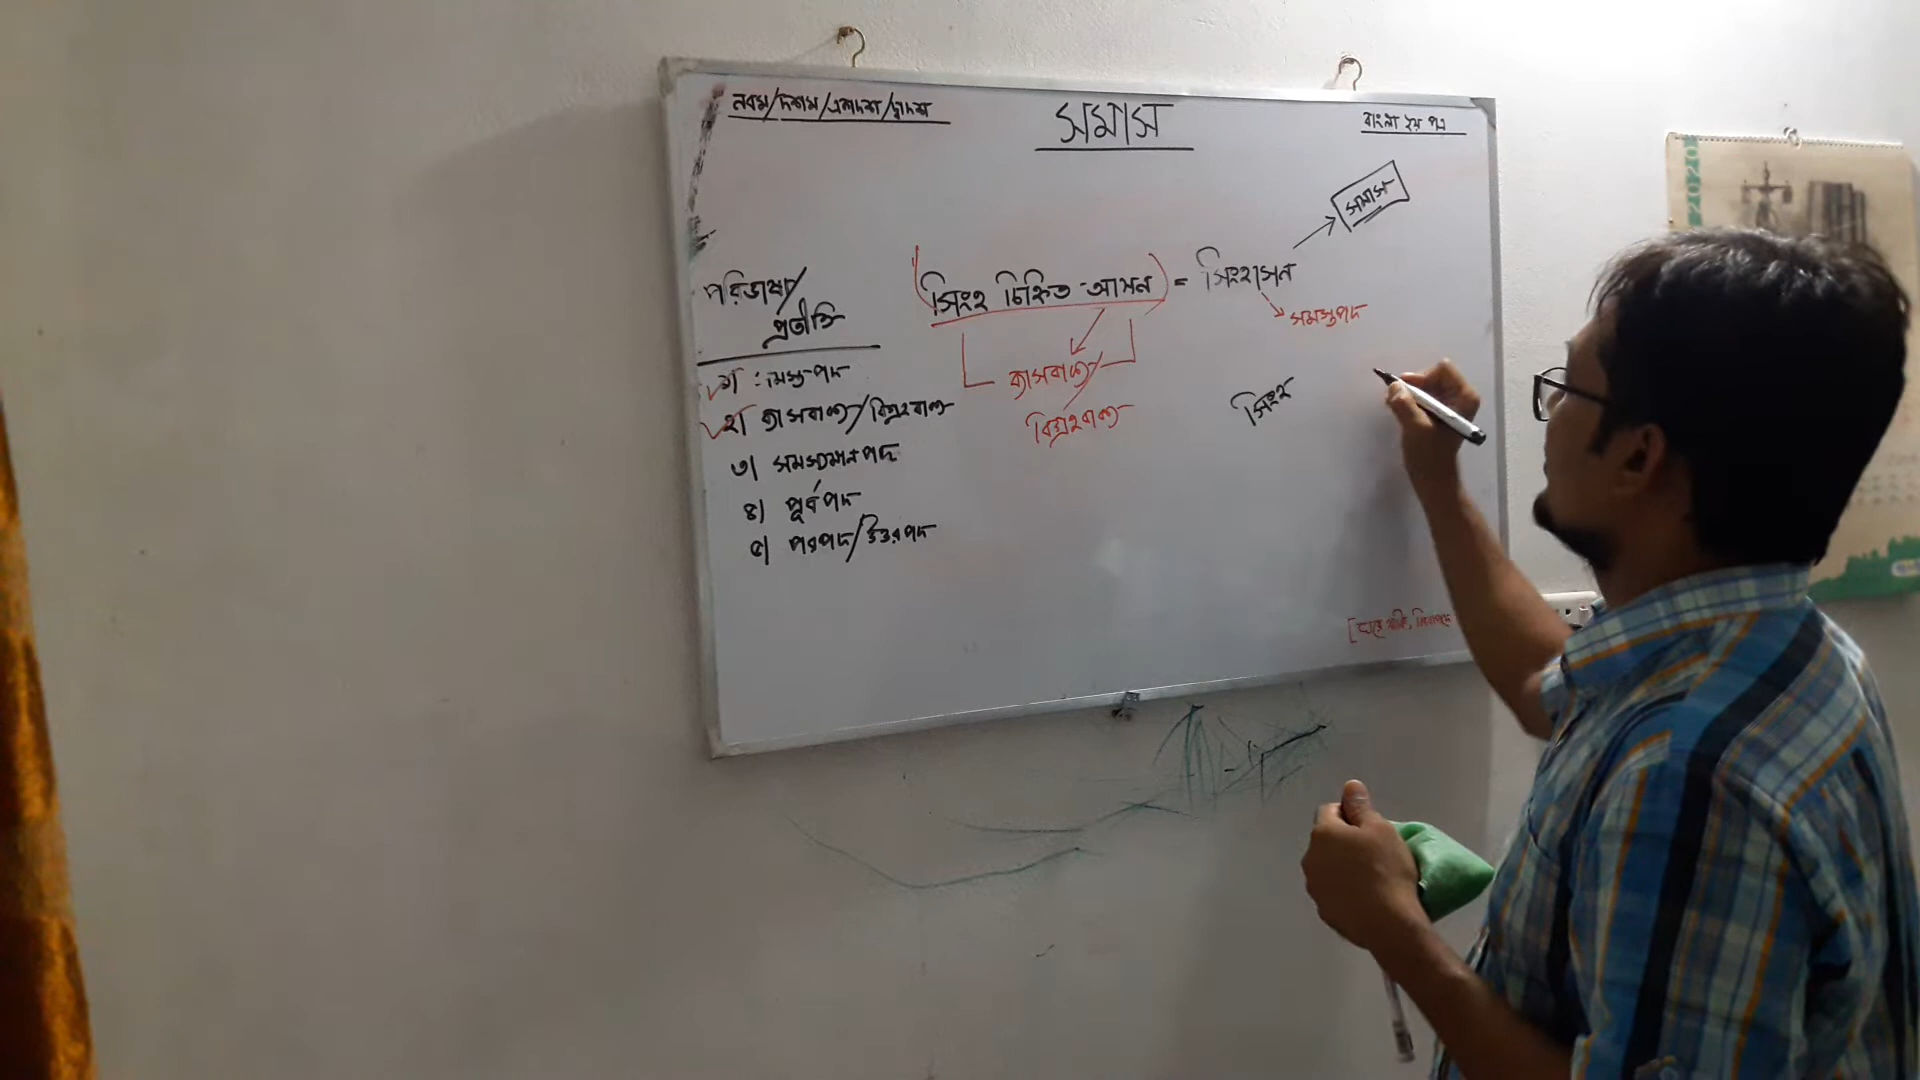 নবম/দশম/একাদশ/দ্বাদশ
সমাস
বাংলা ২য় পত্র
সমাস
সিংহ চিহ্নিত আসন = সিংহাসন
সমস্তপদ
ব্যাসবাক্য/
বিগ্রহবাক্য
সিংহ
পরিভাষা/
প্রতীতি
১। সমস্তপদ
২। ব্যাসবাক্য/বিগ্রহবাক্য
৩। সমস্যমান পদ
৪। পূর্বপদ
৫। পরপদ/উত্তরপদ